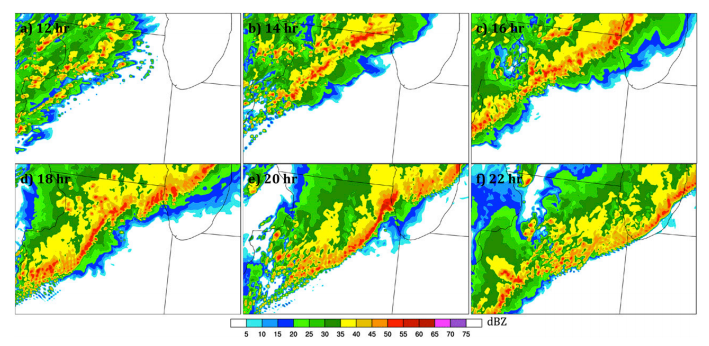 a) 12 hr
b) 14 hr
c) 16 hr
d) 18 hr
e) 20 hr
f) 22 hr
5 10 15 20 25 30 35 40 45 50 55 60 65 70 75 dBZ